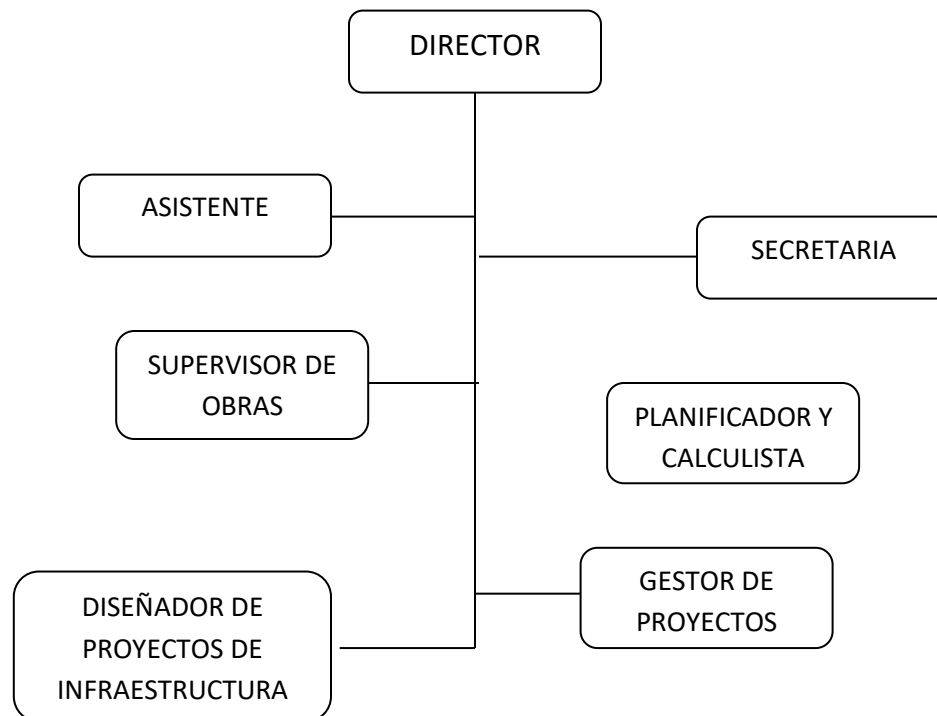 DIRECTOR
ASISTENTE
SECRETARIA
SUPERVISOR DE
OBRAS
PLANIFICADOR Y
CALCULISTA
GESTOR DE
PROYECTOS
DISEÑADOR DE
PROYECTOS DE
INFRAESTRUCTURA